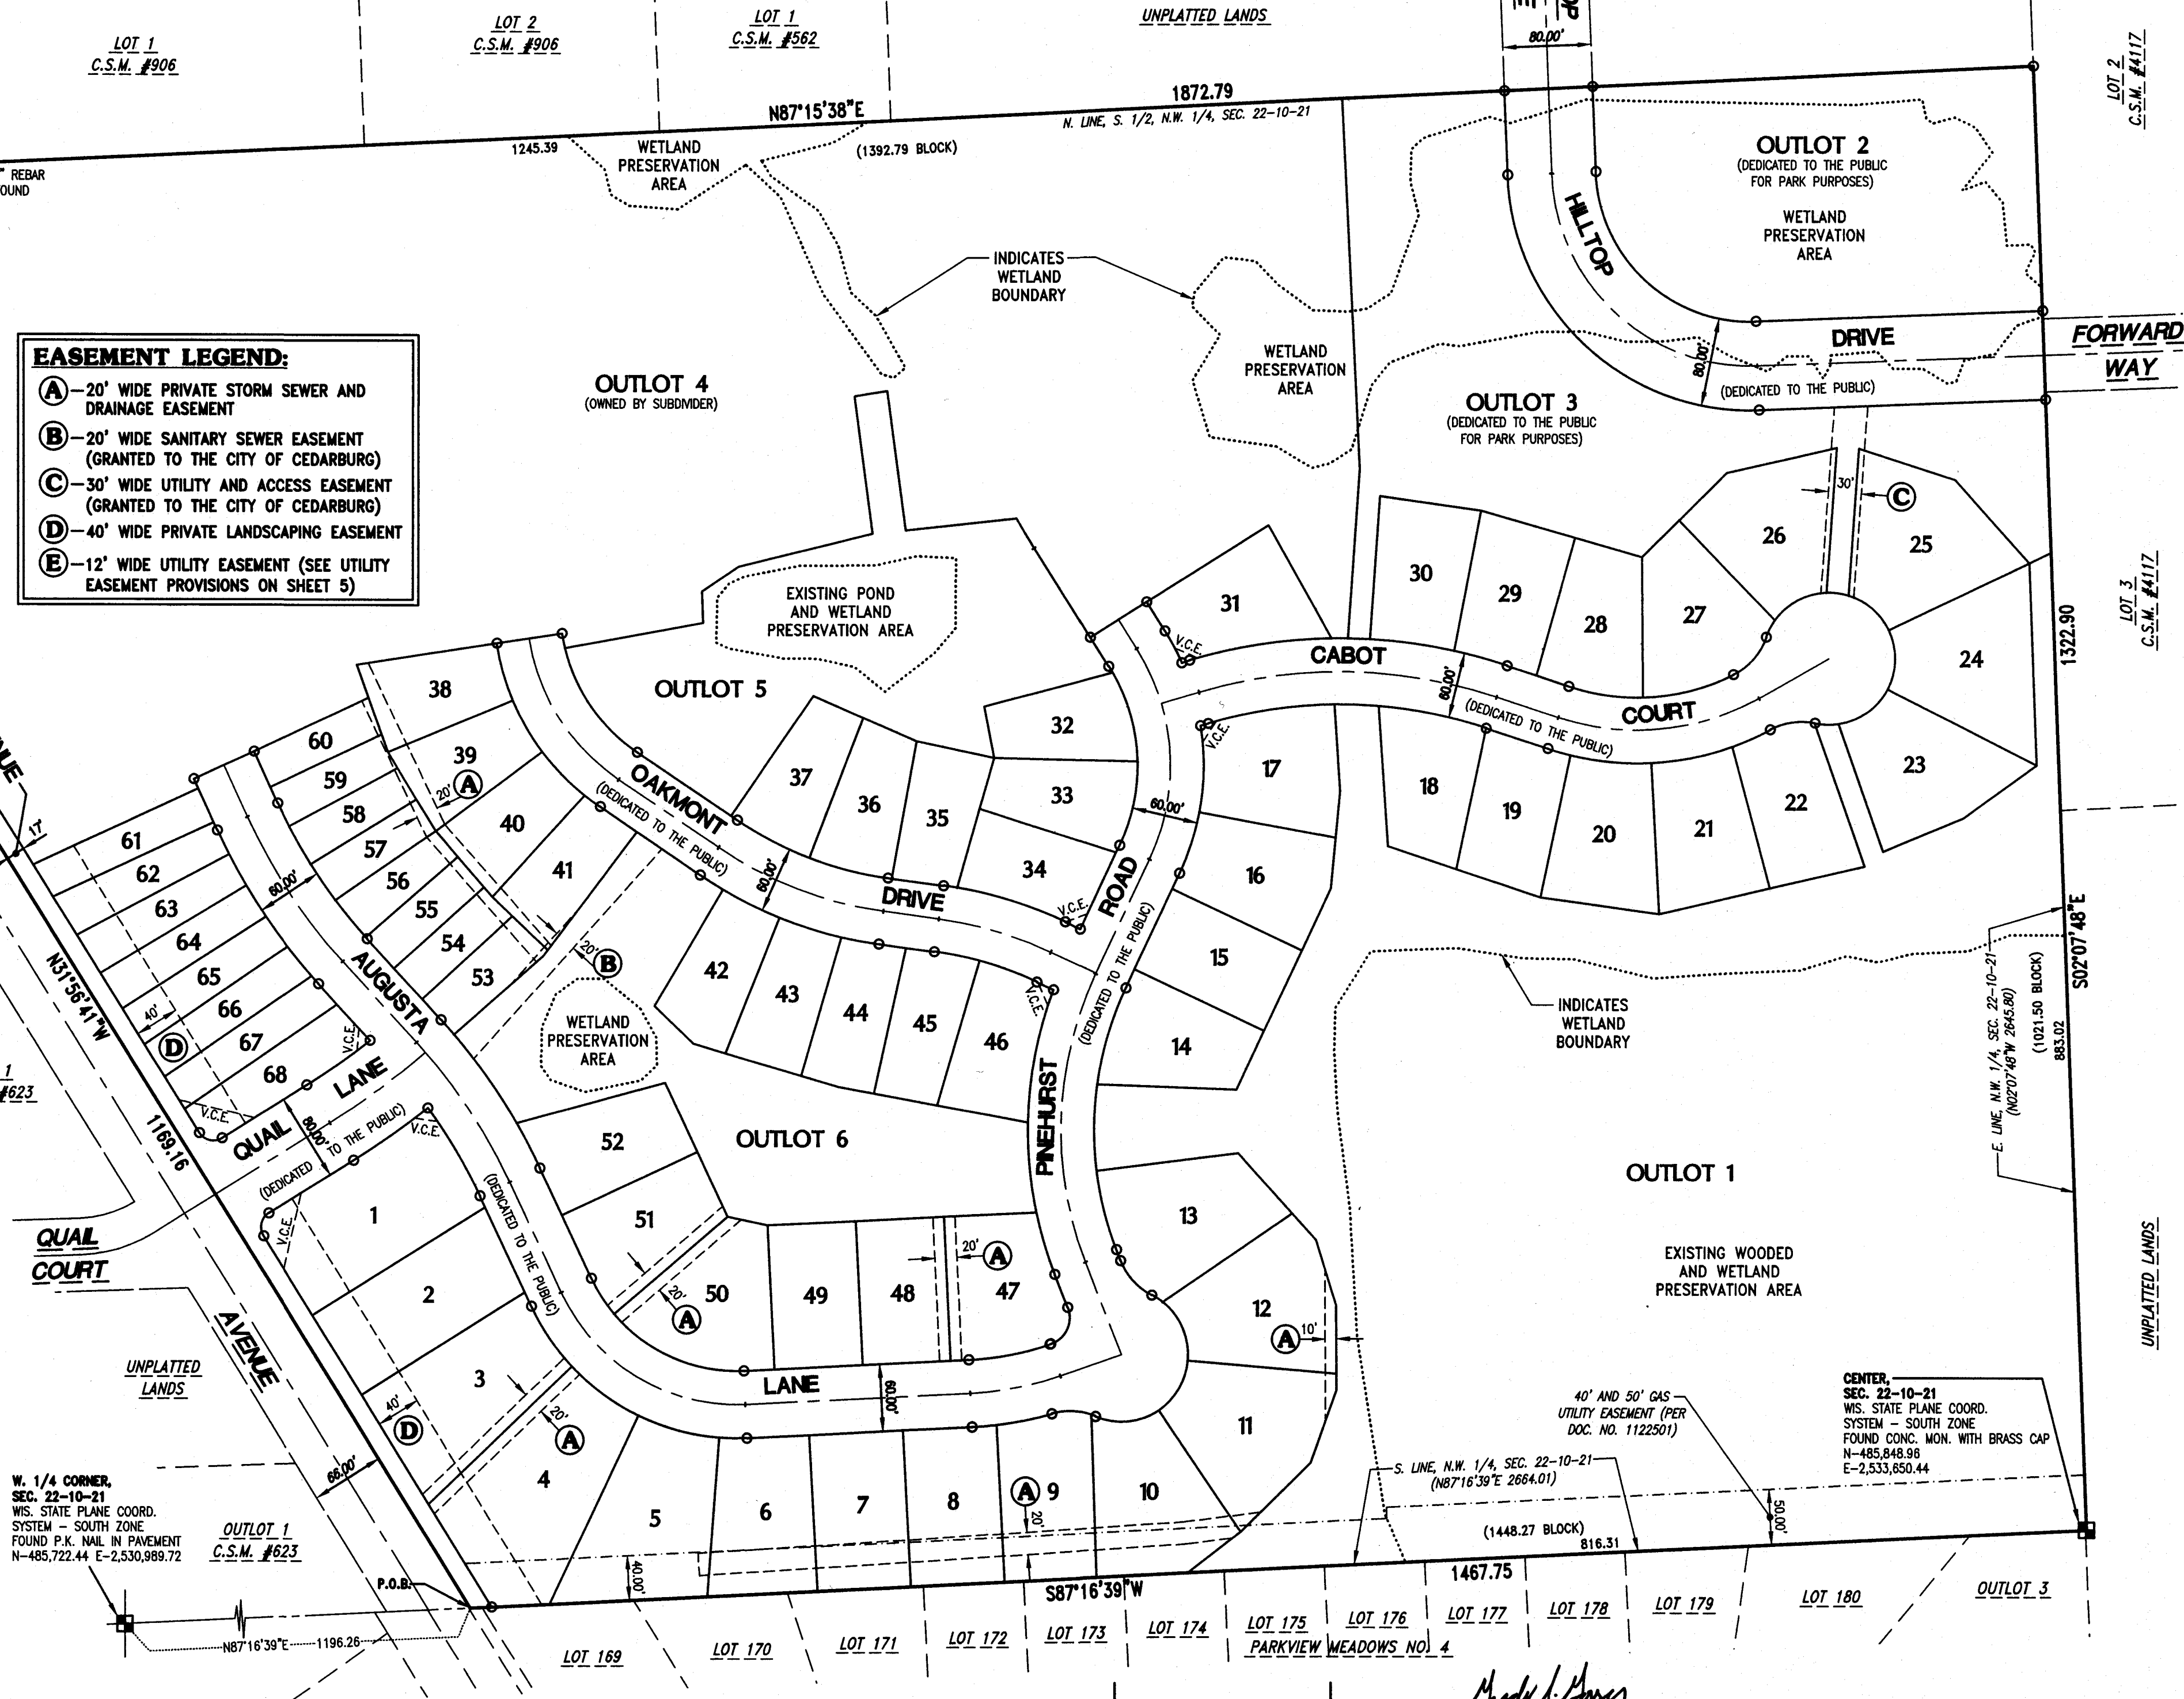 LOT 1
C.S.M. #906
LOT 2
C.S.M. #906
LOT 1
C.S.M. #562
UNPLATTED LANDS
80.00'
LOT 2
C.S.M. #4117
N87°15'38"E
1872.79
N. LINE, S. 1/2, N.W. 1/4, SEC. 22-10-21
1245.39
(1392.79 BLOCK)
WETLAND
PRESERVATION
AREA
REBAR
OUTLOT 2
(DEDICATED TO THE PUBLIC
FOR PARK PURPOSES)
WETLAND
PRESERVATION
AREA
HILLTOP
DRIVE
80.00'
(DEDICATED TO THE PUBLIC)
FORWARD
WAY
INDICATES
WETLAND
BOUNDARY
WETLAND
PRESERVATION
AREA
OUTLOT 4
(OWNED BY SUBDIVIDER)
OUTLOT 3
(DEDICATED TO THE PUBLIC
FOR PARK PURPOSES)
EASEMENT LEGEND:
A-20' WIDE PRIVATE STORM SEWER AND
DRAINAGE EASEMENT
B-20' WIDE SANITARY SEWER EASEMENT
(GRANTED TO THE CITY OF CEDARBURG)
C-30' WIDE UTILITY AND ACCESS EASEMENT
(GRANTED TO THE CITY OF CEDARBURG)
D-40' WIDE PRIVATE LANDSCAPING EASEMENT
E-12' WIDE UTILITY EASEMENT (SEE UTILITY
EASEMENT PROVISIONS ON SHEET 5)
30'
C
26
25
30
29
28
27
24
31
V.C.E.
CABOT
COURT
60.00'
(DEDICATED TO THE PUBLIC)
LOT 3
C.S.M. #4117
1322.90
EXISTING POND
AND WETLAND
PRESERVATION AREA
OUTLOT 5
38
39
60
59
58
57
56
55
54
53
20'
A
40
41
OAKMONT
(DEDICATED TO THE PUBLIC)
60.00'
DRIVE
37
36
35
32
33
34
V.C.E.
60.00'
ROAD
(DEDICATED TO THE PUBLIC)
V.C.E.
17
16
15
14
18
19
20
21
22
23
17'
61
62
63
64
65
66
67
68
60.00'
40'
D
V.C.E.
V.C.E.
N31°56'41"W
1169.16
AUGUSTA
20'
B
WETLAND
PRESERVATION
AREA
42
43
44
45
46
V.C.E.
PINEHURST
INDICATES
WETLAND
BOUNDARY
E. LINE, N.W. 1/4, SEC. 22-10-21
(N02°07'48"W 2645.80)
(1021.50 BLOCK)
883.02
S02°07'48"E
1
#623
QUAIL
LANE
80.00'
(DEDICATED TO THE PUBLIC)
V.C.E.
V.C.E.
QUAIL
COURT
1
2
3
4
52
51
50
49
48
47
OUTLOT 6
(DEDICATED TO THE PUBLIC)
20'
A
20'
A
13
12
11
A
10'
OUTLOT 1
EXISTING WOODED
AND WETLAND
PRESERVATION AREA
UNPLATTED LANDS
UNPLATTED
LANDS
AVENUE
LANE
60.00'
40'
D
20'
A
66.00'
5
6
7
8
A
9
20'
10
40.00'
40' AND 50' GAS
UTILITY EASEMENT (PER
DOC. NO. 1122501)
CENTER,
SEC. 22-10-21
WIS. STATE PLANE COORD.
SYSTEM - SOUTH ZONE
FOUND CONC. MON. WITH BRASS CAP
N-485,848.96
E-2,533,650.44
S. LINE, N.W. 1/4, SEC. 22-10-21
(N87°16'39"E 2664.01)
50.00'
(1448.27 BLOCK)
816.31
1467.75
S87°16'39"W
W. 1/4 CORNER,
SEC. 22-10-21
WIS. STATE PLANE COORD.
SYSTEM - SOUTH ZONE
FOUND P.K. NAIL IN PAVEMENT
N-485,722.44 E-2,530,989.72
OUTLOT 1
C.S.M. #623
P.O.B.
N87°16'39"E
1196.26
LOT 169
LOT 170
LOT 171
LOT 172
LOT 173
LOT 174
LOT 175
LOT 176
LOT 177
LOT 178
LOT 179
LOT 180
OUTLOT 3
PARKVIEW MEADOWS NO. 4